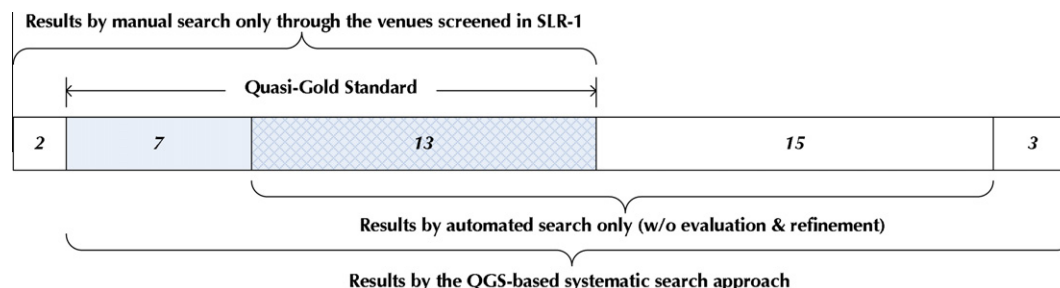 Results by manual search only through the venues screened in SLR-1
Quasi-Gold Standard
2 7 13 15 3
Results by automated search only (w/o evaluation & refinement)
Results by the QGS-based systematic search approach